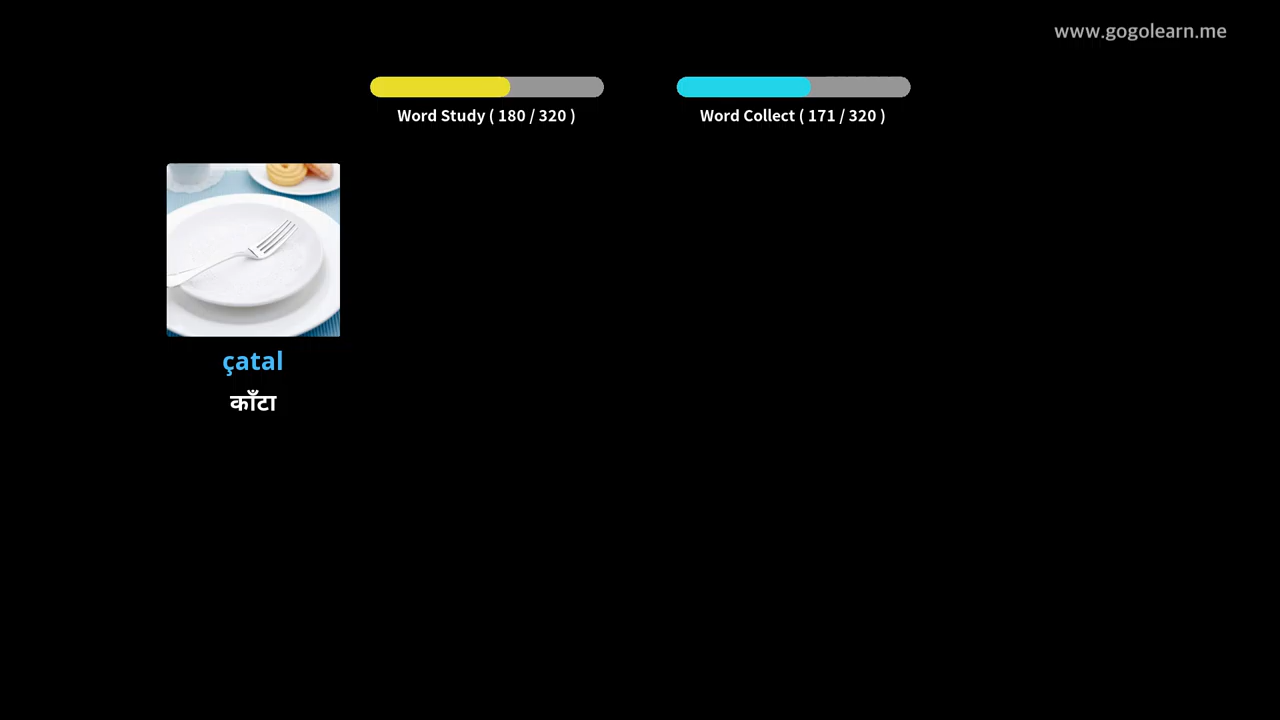 www.gogolearn.me
Word Study ( 180 / 320 )
Word Collect ( 171 / 320 )
çatal
काँटा